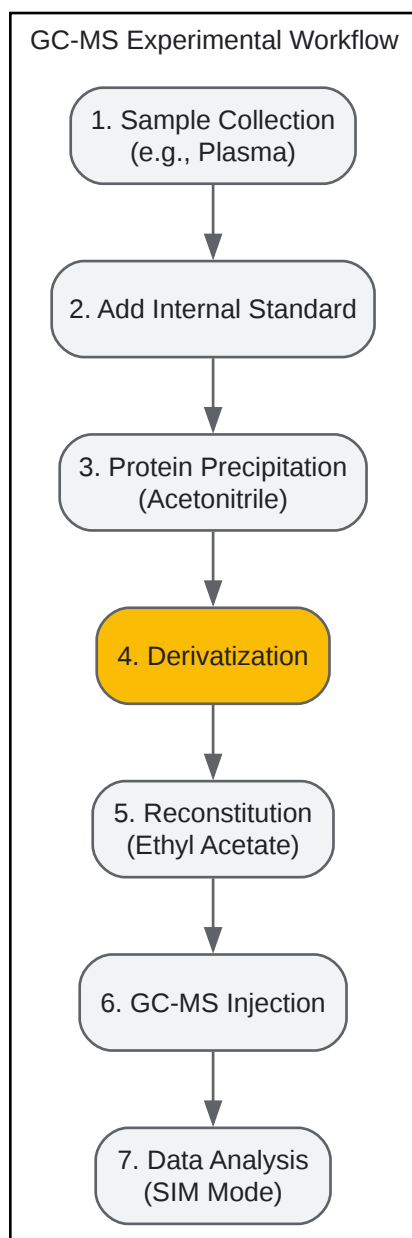 GC-MS Experimental Workflow
1. Sample Collection
(e.g., Plasma)
2. Add Internal Standard
3. Protein Precipitation
(Acetonitrile)
4. Derivatization
5. Reconstitution
(Ethyl Acetate)
6. GC-MS Injection
7. Data Analysis
(SIM Mode)